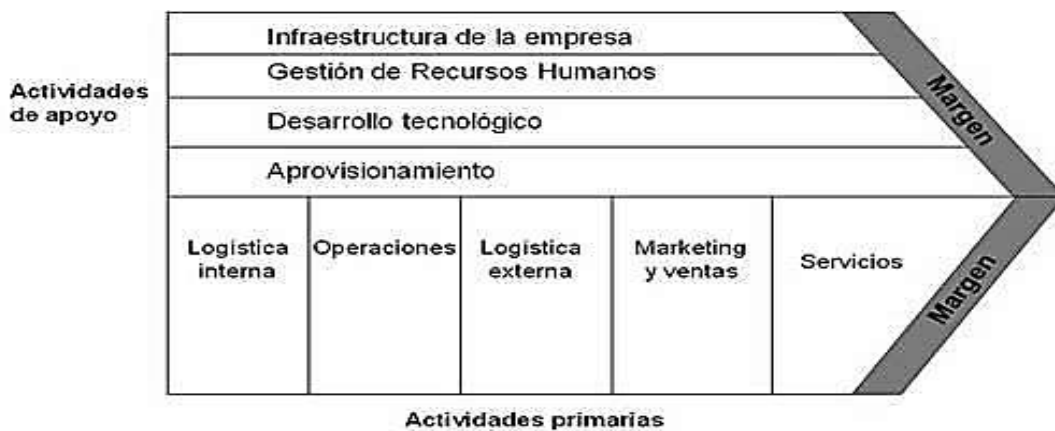 Infraestructura de la empresa
Gestión de Recursos Humanos
Actividades
de apoyo
Desarrollo tecnológico
Aprovisionamiento
Margen
Logística
interna
Operaciones
Logística
externa
Marketing
y ventas
Servicios
Margen
Actividades primarias